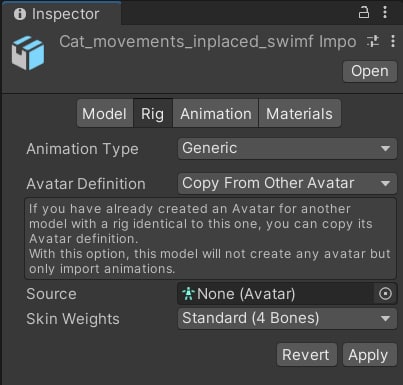 Inspector
Cat_movements_inplaced_swimf Impo
Open
Model Rig Animation Materials
Animation Type Generic
Avatar Definition Copy From Other Avatar
If you have already created an Avatar for another
model with a rig identical to this one, you can copy its
Avatar definition.
With this option, this model will not create any avatar but
only import animations.
Source None (Avatar)
Skin Weights Standard (4 Bones)
Revert Apply